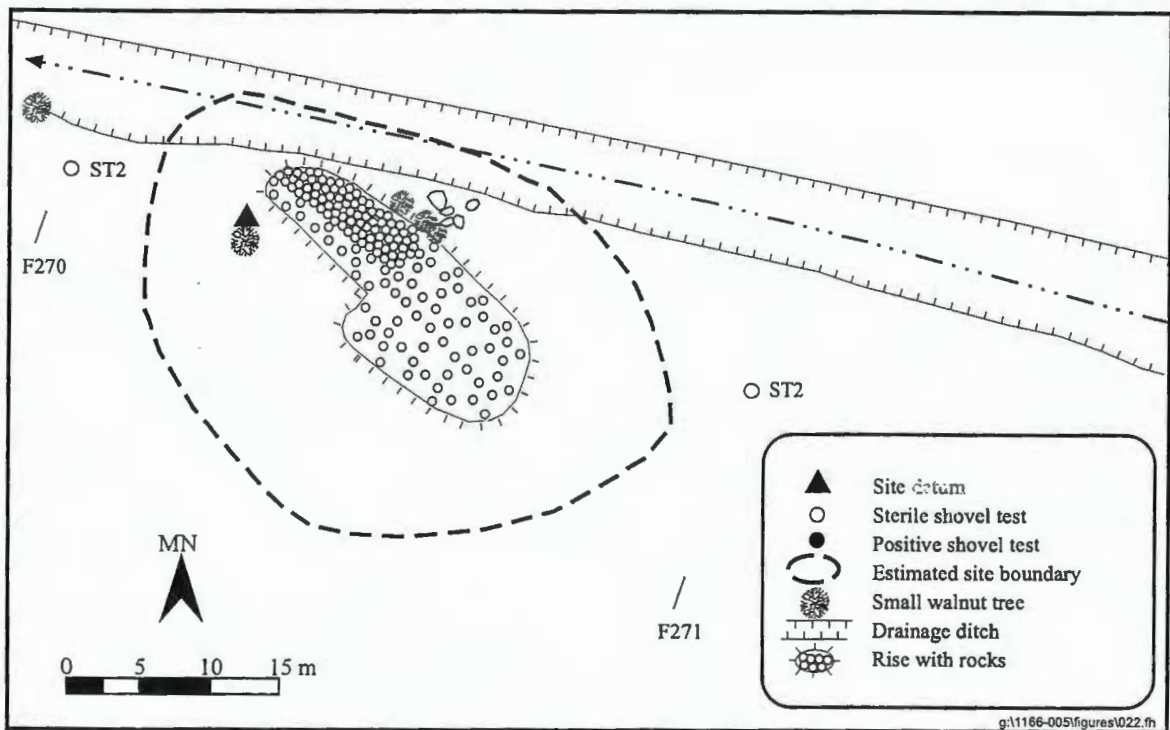 ST2
F270
ST2
MN
F271
0 5 10 15 m
Site datum
Sterile shovel test
Positive shovel test
Estimated site boundary
Small walnut tree
Drainage ditch
Rise with rocks
g:\1166-005\figures\022.fh